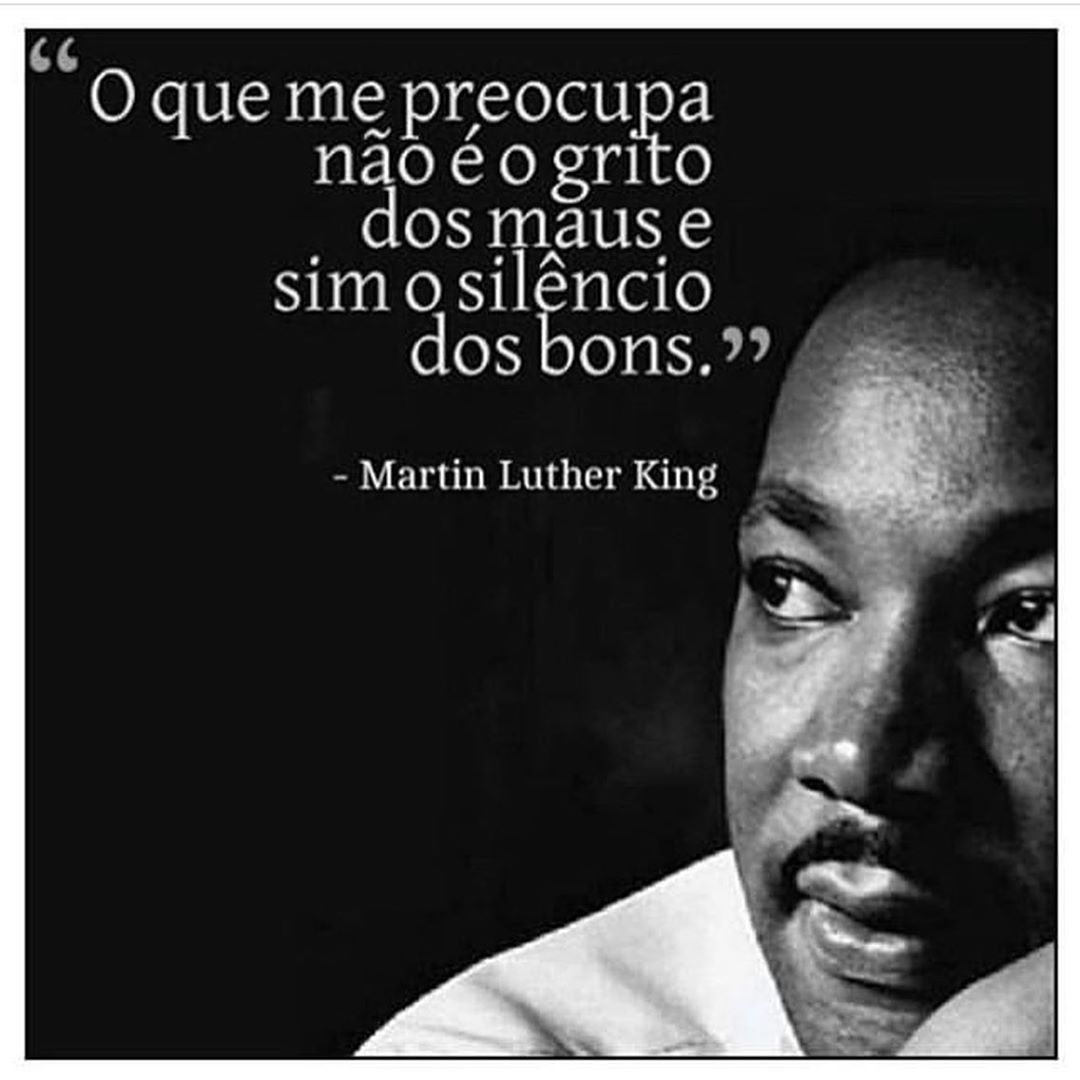 “O que me preocupa
não é o grito
dos maus e
sim o silêncio
dos bons.”
- Martin Luther King